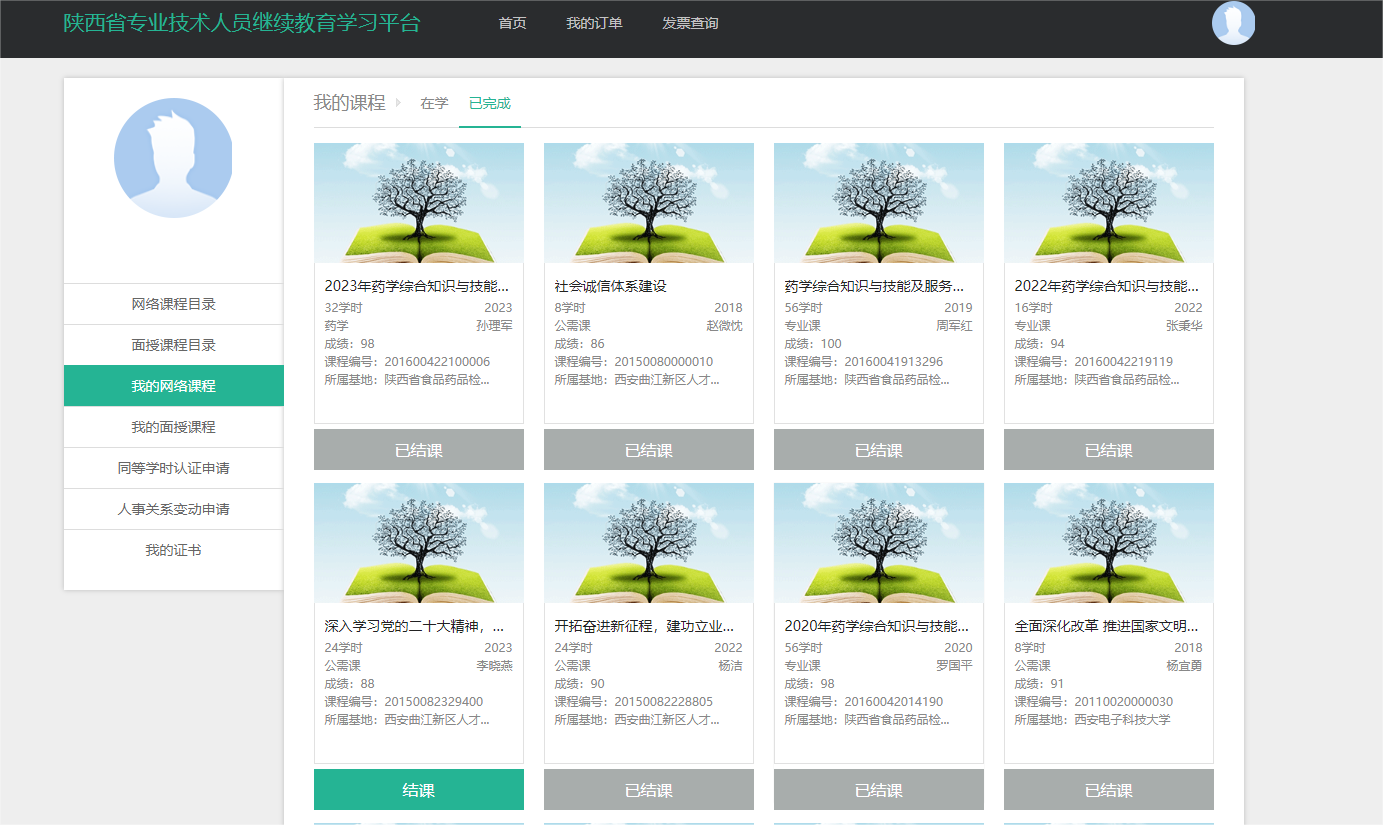 陕西省专业技术人员继续教育学习平台 首页 我的订单 发票查询
网络课程目录
面授课程目录
我的网络课程
我的面授课程
同等学时认证申请
人事关系变动申请
我的证书
我的课程 在学 已完成
2023年药学综合知识与技能...
32学时 2023
药学 孙理军
成绩：98
课程编号：201600422100006
所属基地：陕西省食品药品检...
已结课
社会诚信体系建设
8学时 2018
公需课 赵微忱
成绩：86
课程编号：20150080000010
所属基地：西安曲江新区人才...
已结课
药学综合知识与技能及服务...
56学时 2019
专业课 周军红
成绩：100
课程编号：20160041913296
所属基地：陕西省食品药品检...
已结课
2022年药学综合知识与技能...
16学时 2022
专业课 张秉华
成绩：94
课程编号：20160042219119
所属基地：陕西省食品药品检...
已结课
深入学习党的二十大精神，...
24学时 2023
公需课 李晓燕
成绩：88
课程编号：20150082329400
所属基地：西安曲江新区人才...
结课
开拓奋进新征程，建功立业...
24学时 2022
公需课 杨洁
成绩：90
课程编号：20150082228805
所属基地：西安曲江新区人才...
已结课
2020年药学综合知识与技能...
56学时 2020
专业课 罗国平
成绩：98
课程编号：20160042014190
所属基地：陕西省食品药品检...
已结课
全面深化改革 推进国家文明...
8学时 2018
公需课 杨宜勇
成绩：91
课程编号：20110020000030
所属基地：西安电子科技大学
已结课